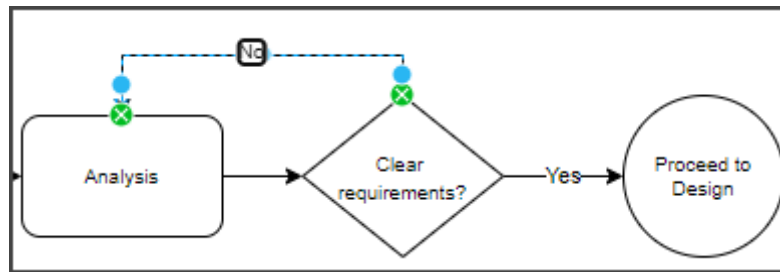 No
Analysis
Clear
requirements?
Yes
Proceed to
Design